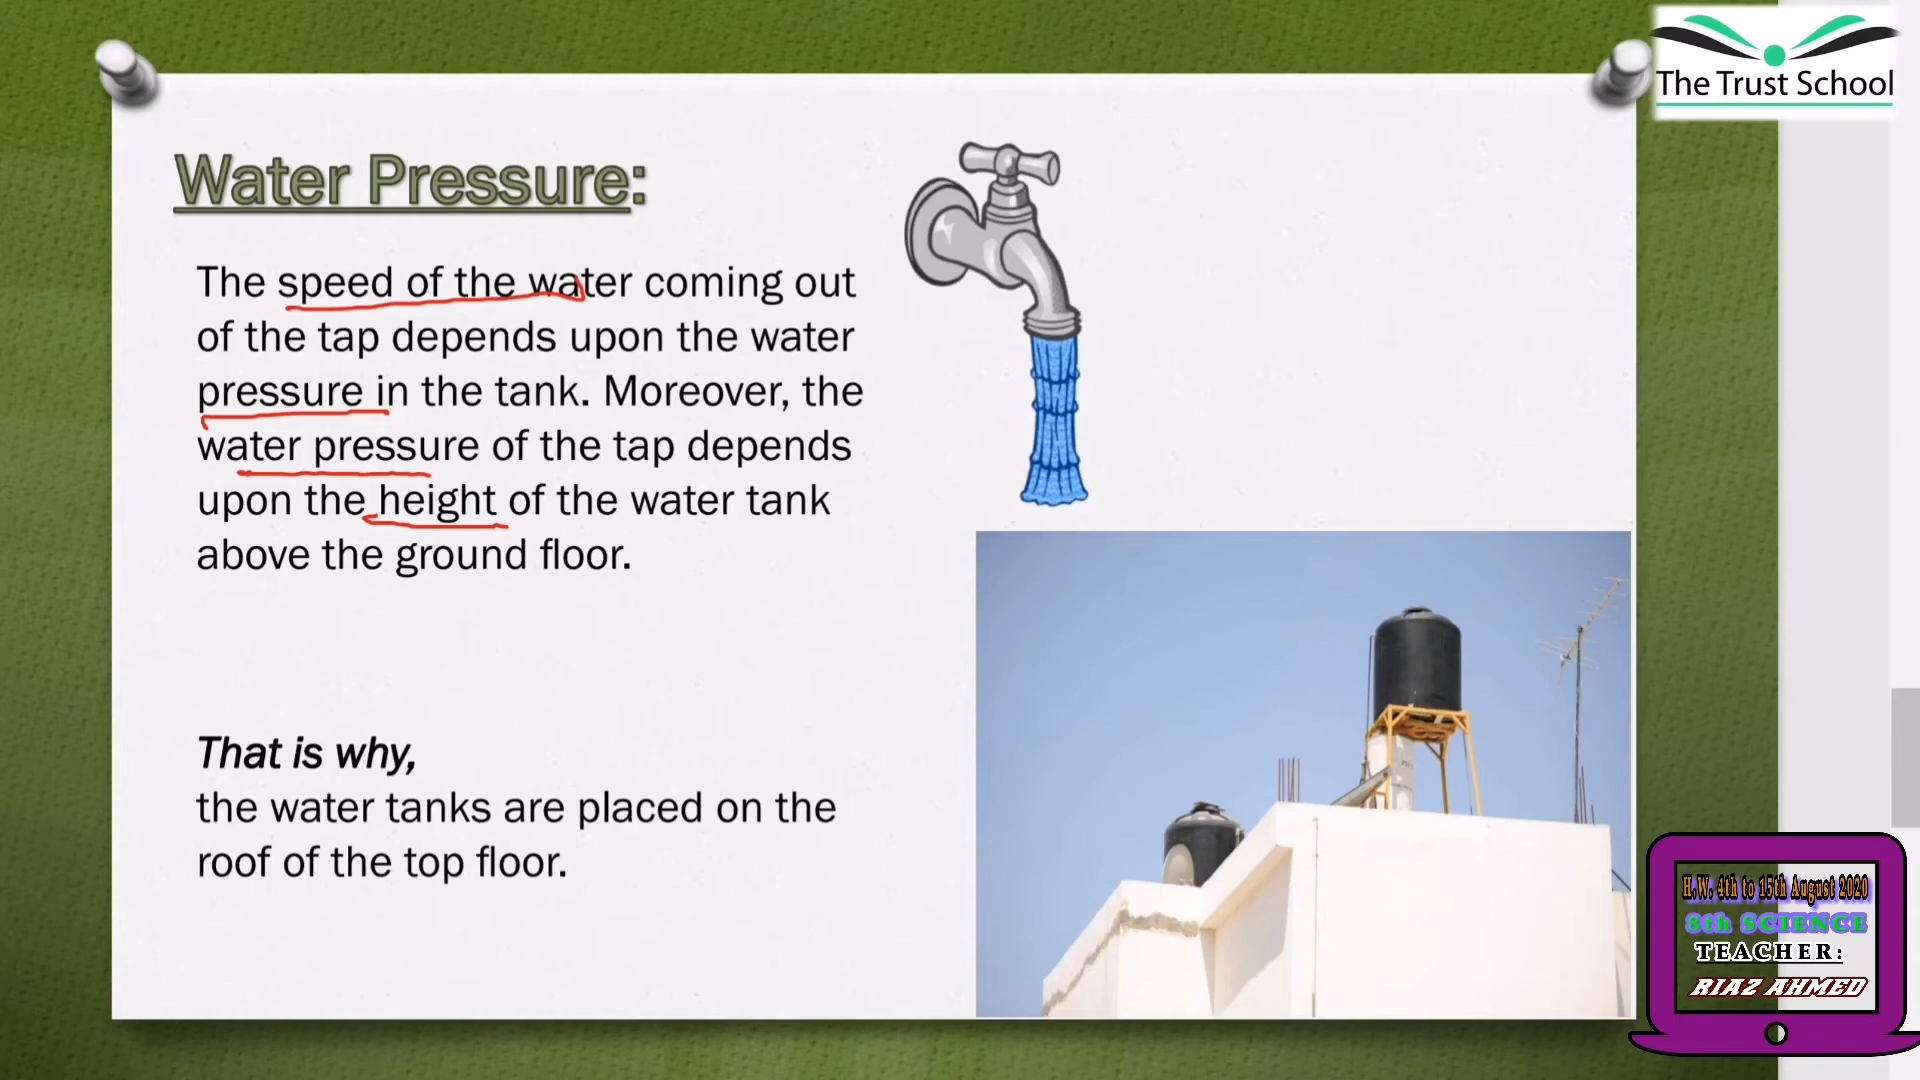 The Trust School
Water Pressure:
The speed of the water coming out
of the tap depends upon the water
pressure in the tank. Moreover, the
water pressure of the tap depends
upon the height of the water tank
above the ground floor.
That is why,
the water tanks are placed on the
roof of the top floor.
H.W. 4th to 15th August 2020
8th SCIENCE
TEACHER:
RIAZ AHMED